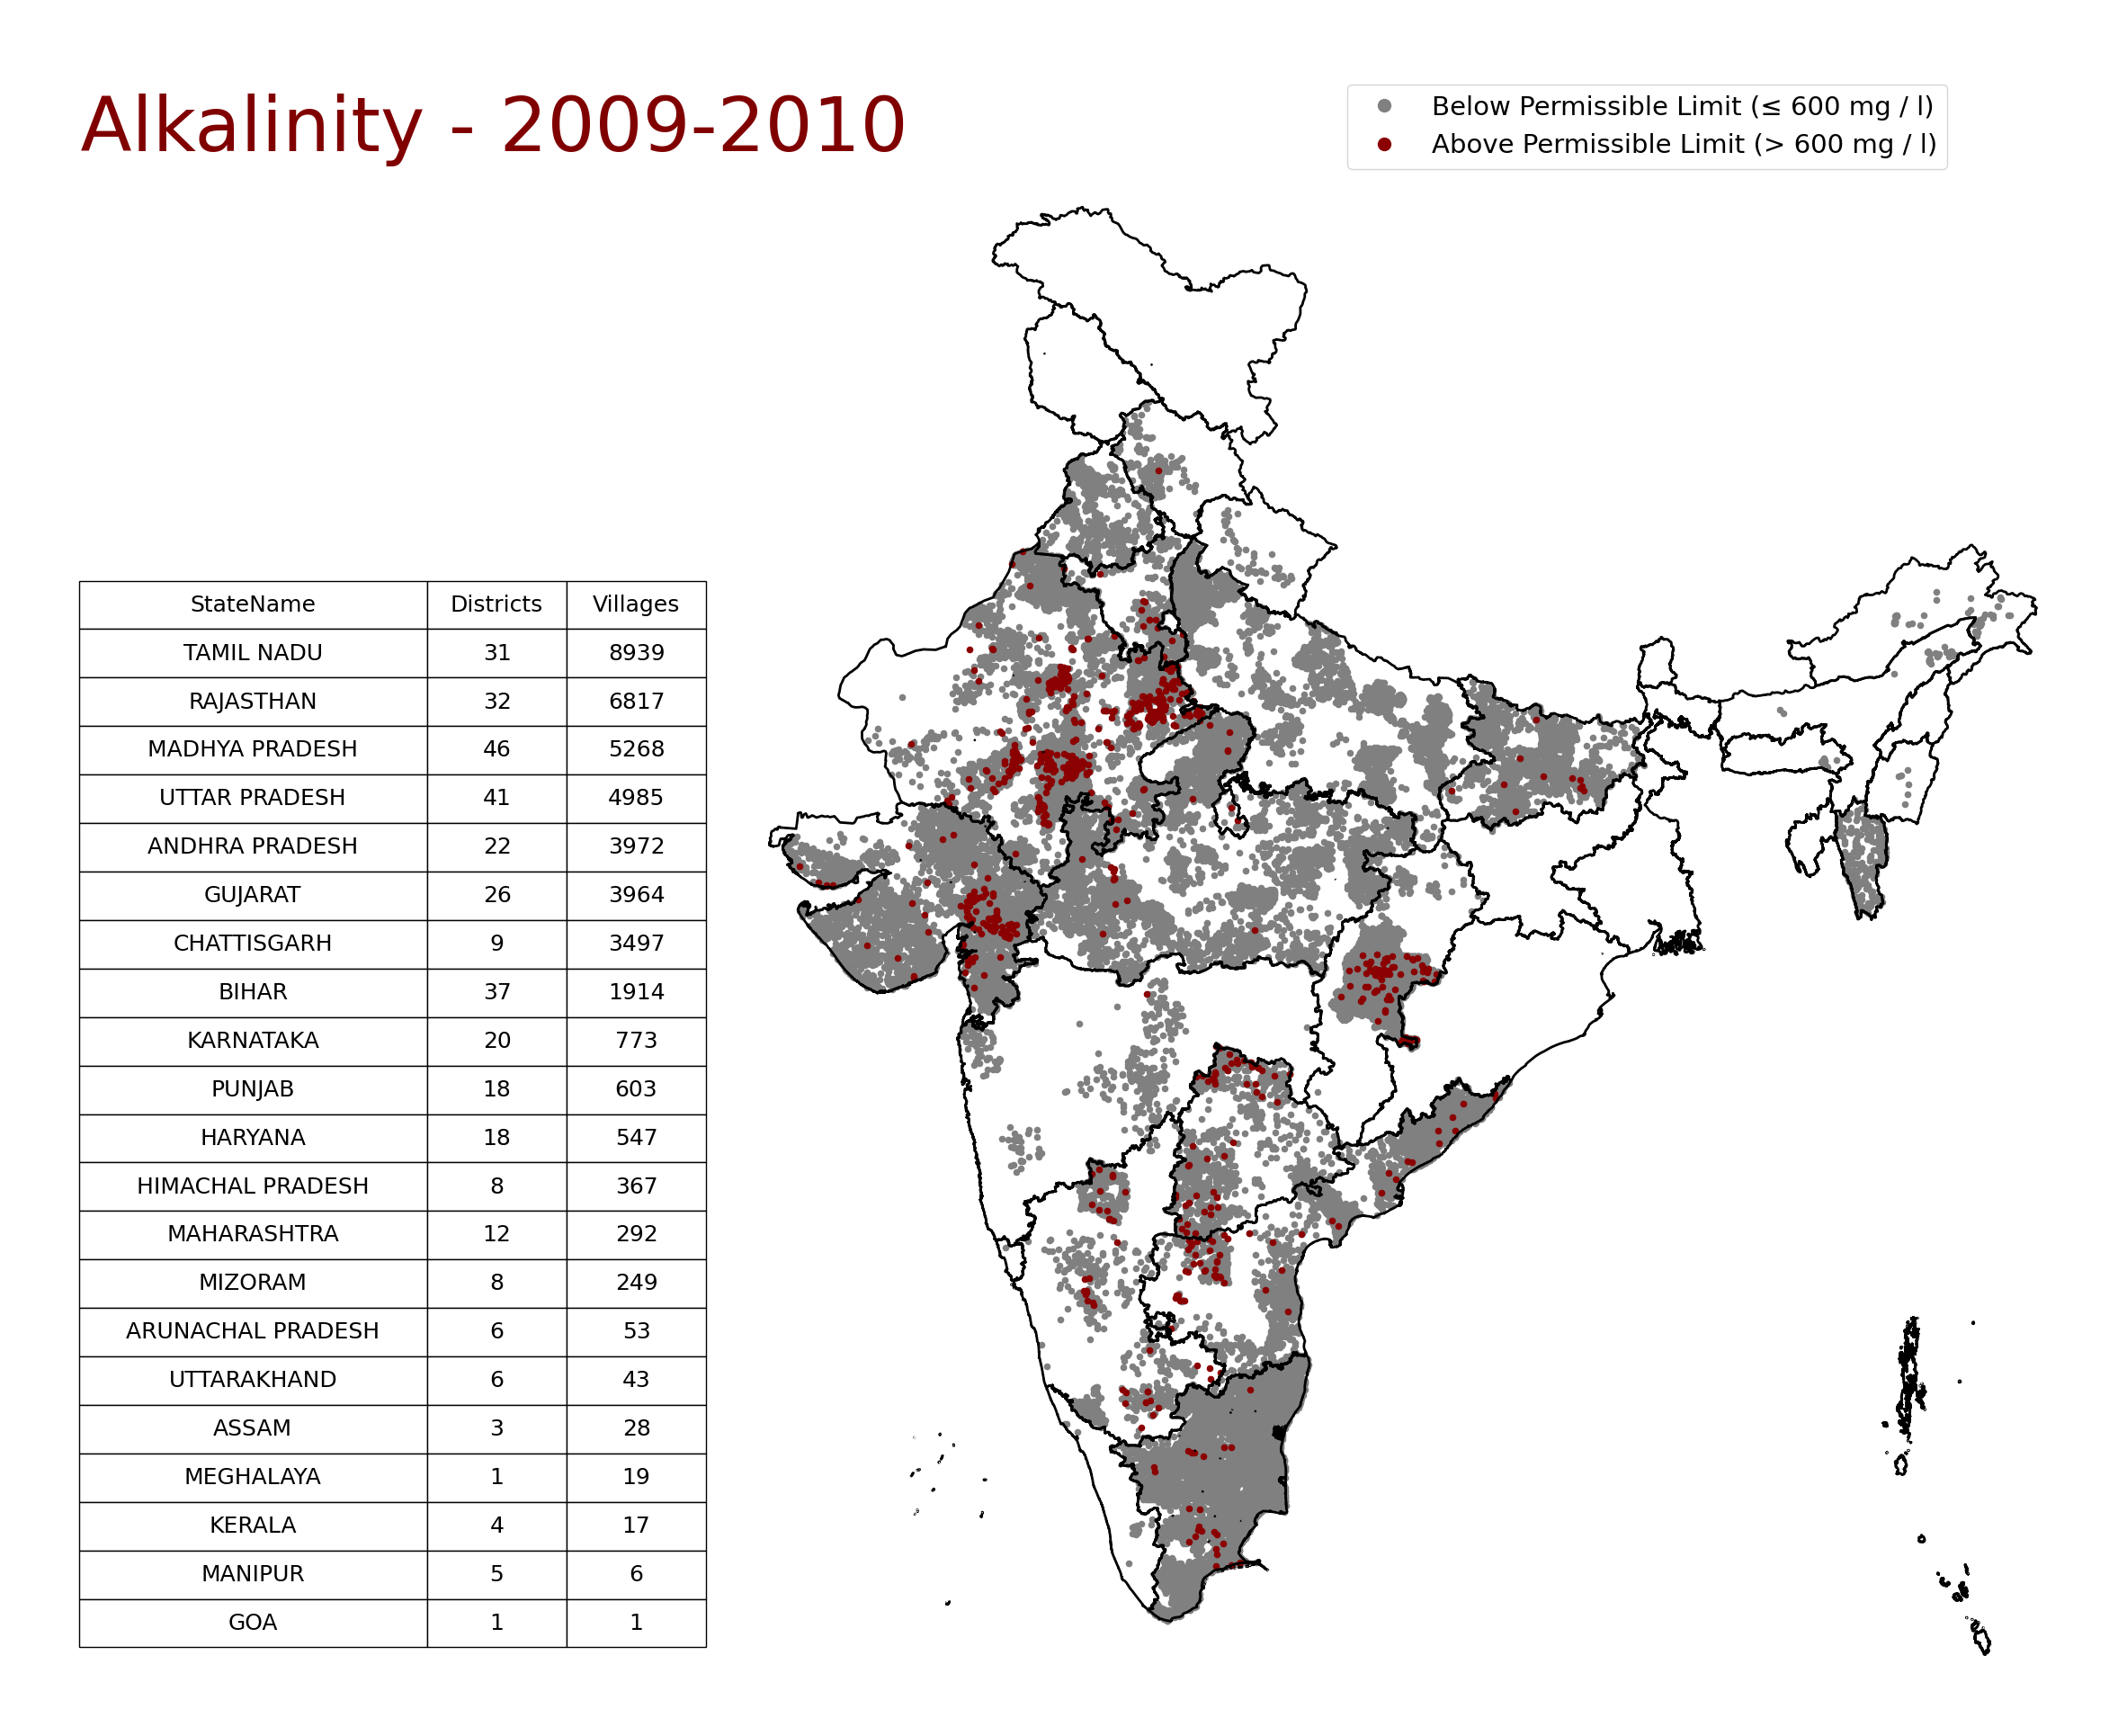 Alkalinity - 2009-2010
Below Permissible Limit (≤ 600 mg / l)
Above Permissible Limit (> 600 mg / l)
StateName Districts Villages
TAMIL NADU 31 8939
RAJASTHAN 32 6817
MADHYA PRADESH 46 5268
UTTAR PRADESH 41 4985
ANDHRA PRADESH 22 3972
GUJARAT 26 3964
CHATTISGARH 9 3497
BIHAR 37 1914
KARNATAKA 20 773
PUNJAB 18 603
HARYANA 18 547
HIMACHAL PRADESH 8 367
MAHARASHTRA 12 292
MIZORAM 8 249
ARUNACHAL PRADESH 6 53
UTTARAKHAND 6 43
ASSAM 3 28
MEGHALAYA 1 19
KERALA 4 17
MANIPUR 5 6
GOA 1 1